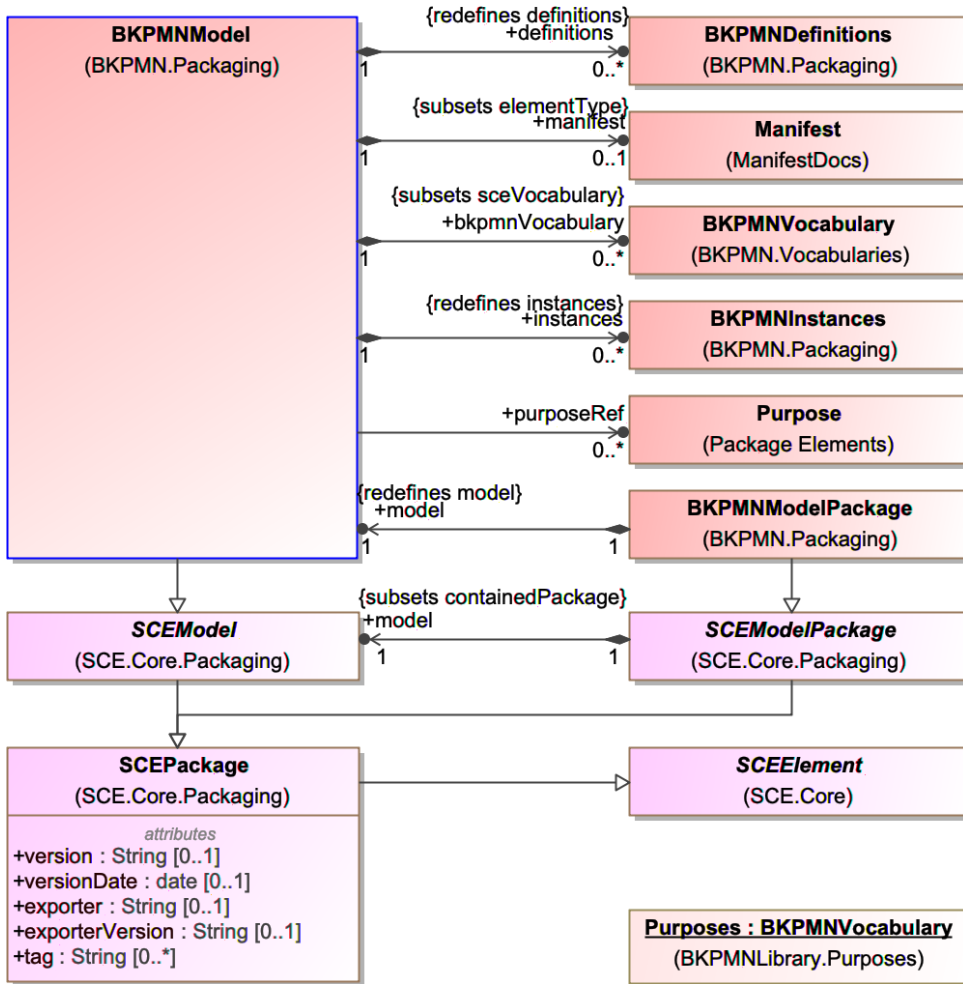 BKPMNModel
(BKPMN.Packaging)
{redefines definitions}
+definitions
1
0..*
BKPMNDefinitions
(BKPMN.Packaging)
{subsets elementType}
+manifest
1
0..1
Manifest
(ManifestDocs)
{subsets sceVocabulary}
+bkpmnVocabulary
1
0..*
BKPMNVocabulary
(BKPMN.Vocabularies)
{redefines instances}
+instances
1
0..*
BKPMNInstances
(BKPMN.Packaging)
+purposeRef
0..*
Purpose
(Package Elements)
{redefines model}
+model
1
1
BKPMNModelPackage
(BKPMN.Packaging)
SCEModel
(SCE.Core.Packaging)
{subsets containedPackage}
+model
1
1
SCEModelPackage
(SCE.Core.Packaging)
SCEPackage
(SCE.Core.Packaging)
attributes
+version : String [0..1]
+versionDate : date [0..1]
+exporter : String [0..1]
+exporterVersion : String [0..1]
+tag : String [0..*]
SCEElement
(SCE.Core)
Purposes : BKPMNVocabulary
(BKPMNLibrary.Purposes)